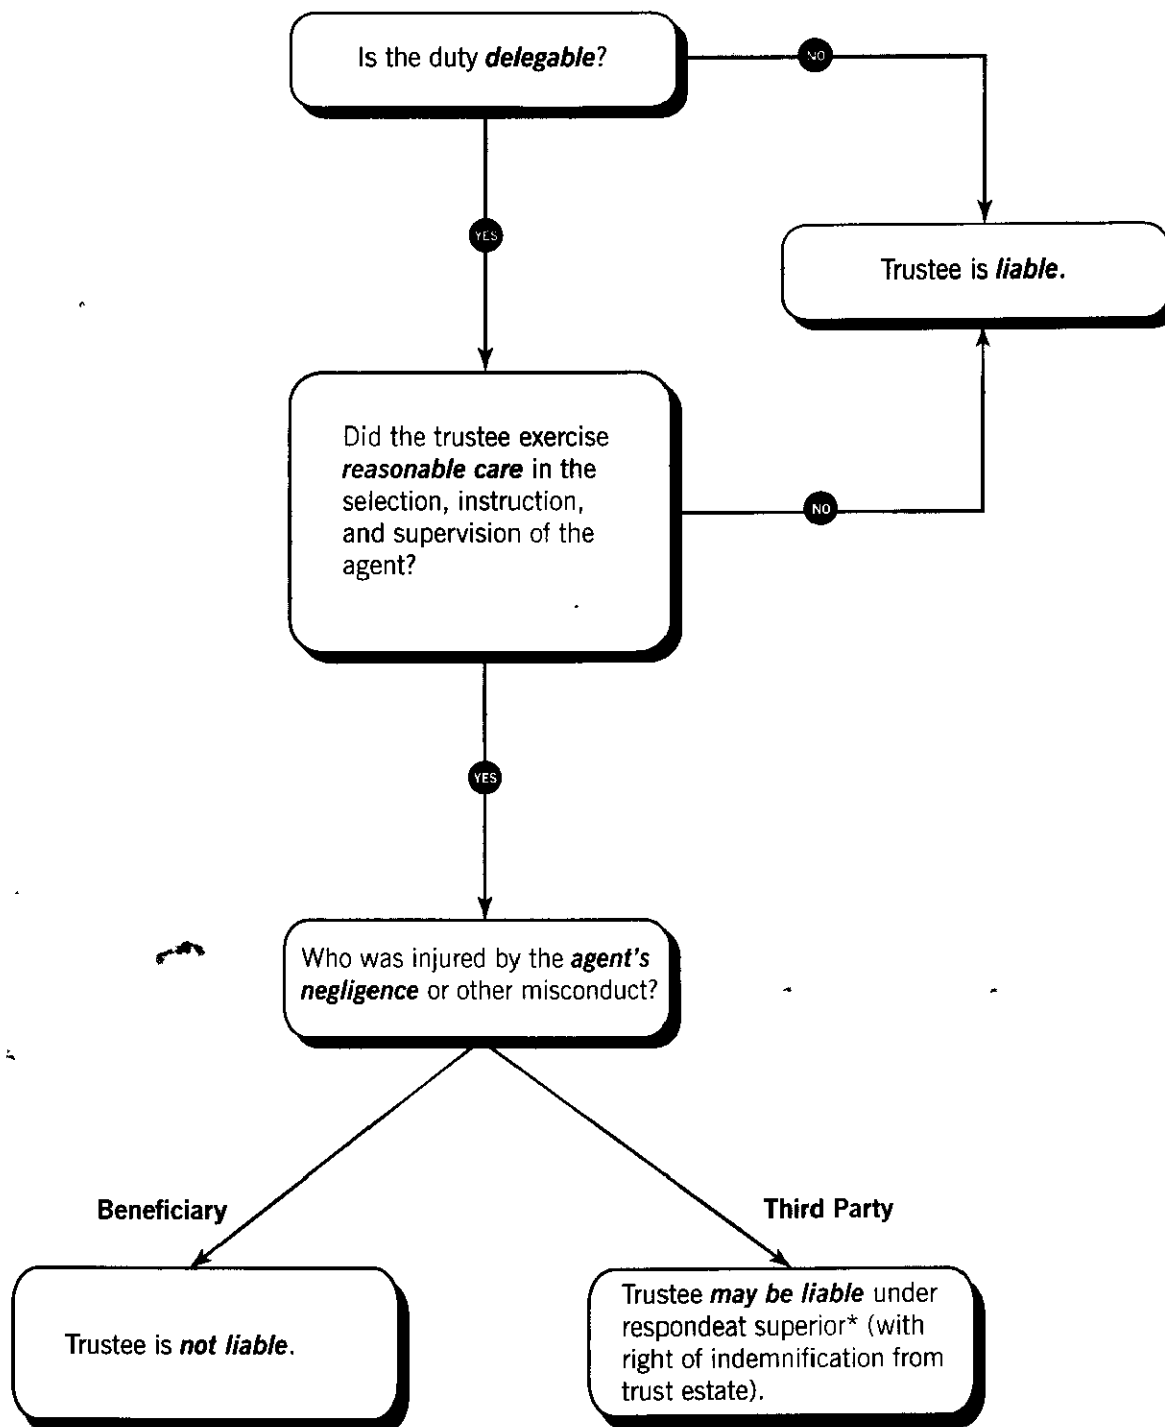 Is the duty delegable?
NO
YES
Trustee is liable.
Did the trustee exercise
reasonable care in the
selection, instruction,
and supervision of the
agent?
NO
YES
Who was injured by the agent's
negligence or other misconduct?
Beneficiary
Third Party
Trustee is not liable.
Trustee may be liable under
respondeat superior* (with
right of indemnification from
trust estate).